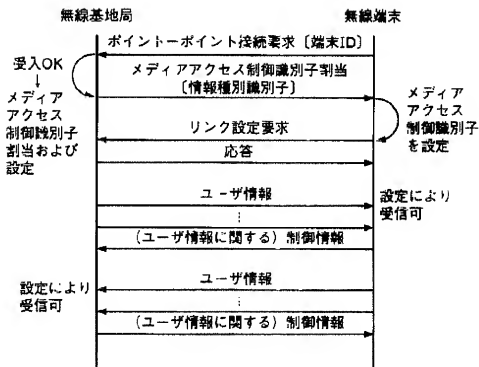 無線基地局
無線端末
ポイントーポイント接続要求〔端末ID〕
受入OK
↓
メディア
アクセス
制御識別子
割当および
設定
メディアアクセス制御識別子割当
〔情報種別識別子〕
メディア
アクセス
制御識別子
を設定
リンク設定要求
応答
ユーザ情報
⋮
設定により
受信可
(ユーザ情報に関する) 制御情報
ユーザ情報
設定により
受信可
⋮
(ユーザ情報に関する) 制御情報